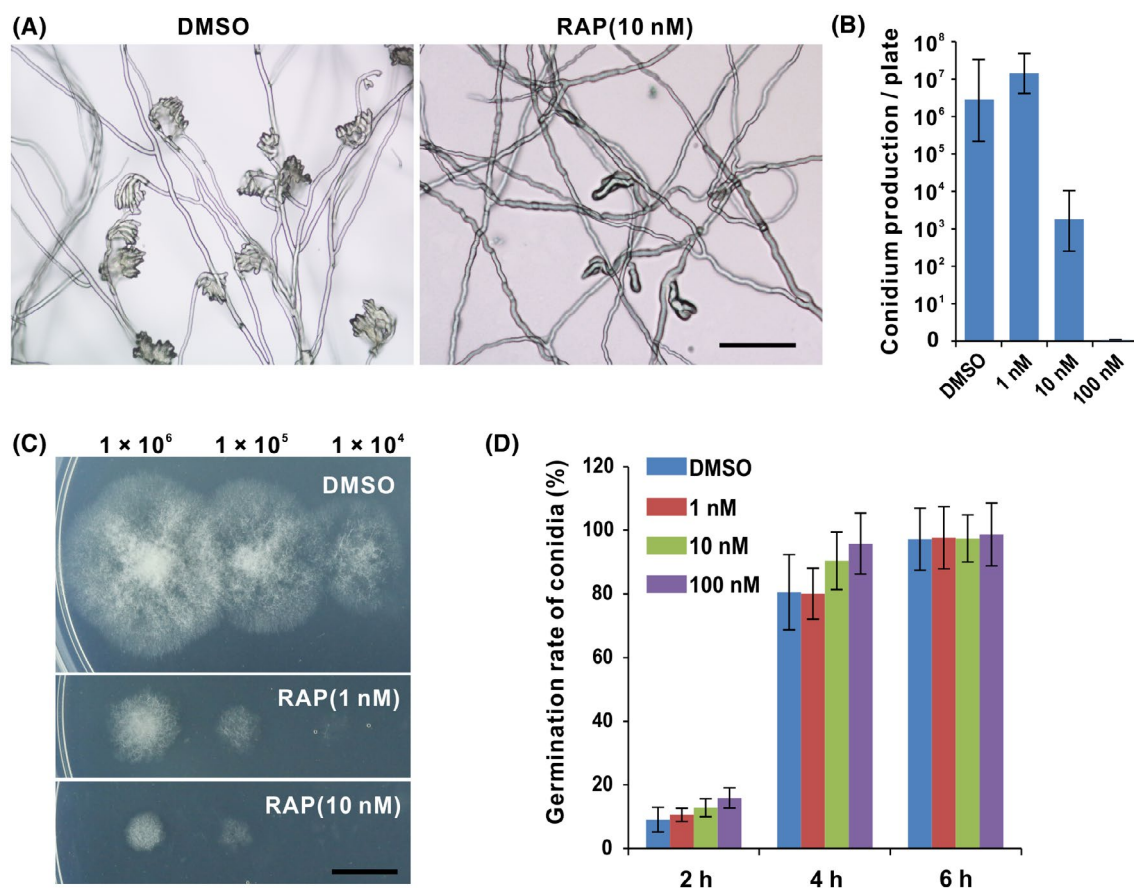 (A)
DMSO
RAP(10 nM)
(B)
Conidium production / plate
10⁸
10⁷
10⁶
10⁵
10⁴
10³
10²
10¹
0
DMSO
1 nM
10 nM
100 nM
(C)
1 × 10⁶
1 × 10⁵
1 × 10⁴
DMSO
RAP(1 nM)
RAP(10 nM)
(D)
Germination rate of conidia (%)
120
100
80
60
40
20
0
DMSO
1 nM
10 nM
100 nM
2 h
4 h
6 h